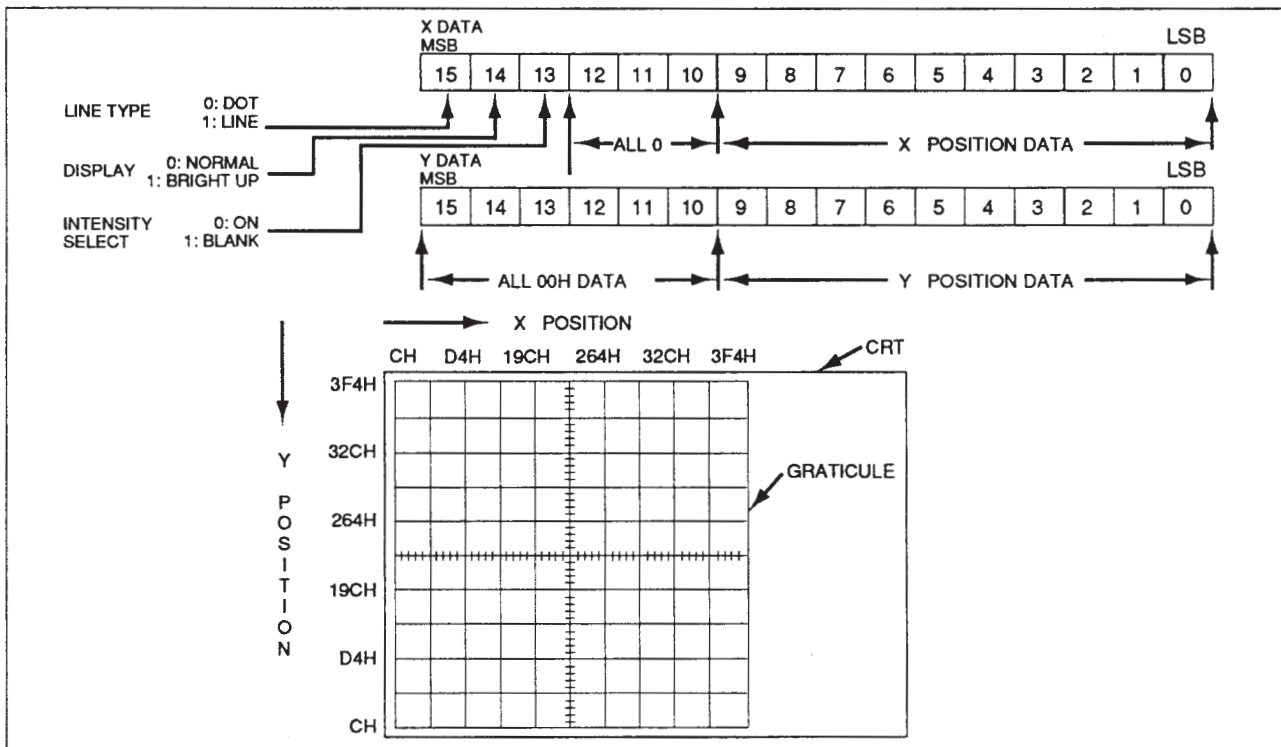 X DATA
MSB LSB
15 14 13 12 11 10 9 8 7 6 5 4 3 2 1 0
LINE TYPE 0: DOT
1: LINE
ALL 0 X POSITION DATA
DISPLAY 0: NORMAL
1: BRIGHT UP
Y DATA
MSB LSB
15 14 13 12 11 10 9 8 7 6 5 4 3 2 1 0
INTENSITY SELECT 0: ON
1: BLANK
ALL 00H DATA Y POSITION DATA
X POSITION
CH D4H 19CH 264H 32CH 3F4H
CRT
3F4H
32CH
264H
19CH
D4H
CH
Y POSITION
GRATICULE